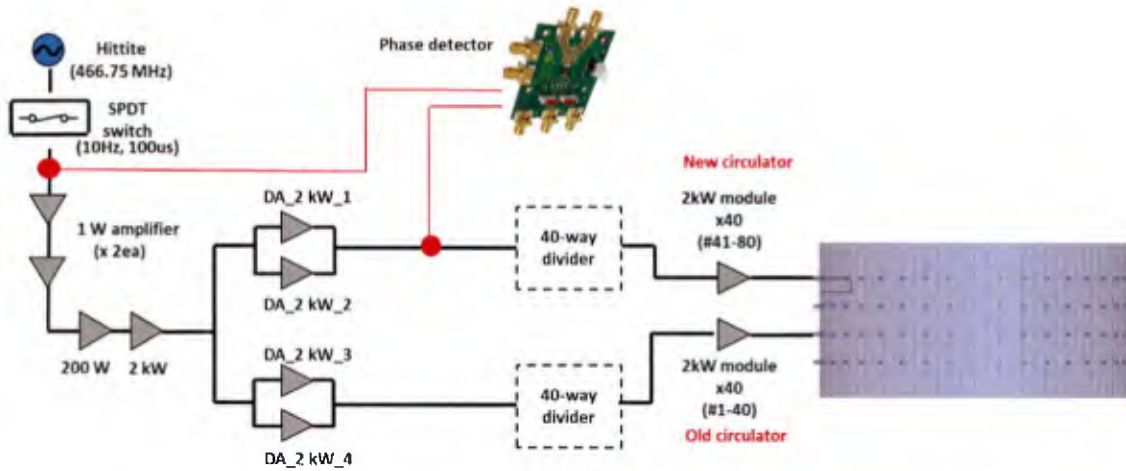 Hittite
(466.75 MHz)
SPDT
switch
(10Hz, 100us)
Phase detector
1 W amplifier
(x 2ea)
200 W
2 kW
DA_2 kW_1
DA_2 kW_2
DA_2 kW_3
DA_2 kW_4
40-way
divider
40-way
divider
New circulator
2kW module
x40
(#41-80)
2kW module
x40
(#1-40)
Old circulator